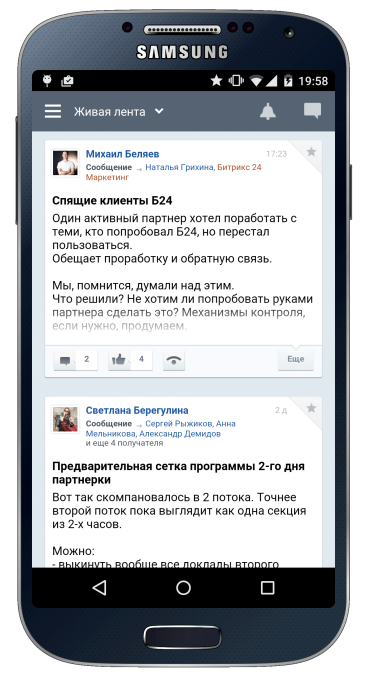 SAMSUNG
19:58
Живая лента
Михаил Беляев 17:23
Сообщение → Наталья Грихина, Битрикс 24
Маркетинг
Спящие клиенты Б24
Один активный партнер хотел поработать с
теми, кто попробовал Б24, но перестал
пользоваться.
Обещает проработку и обратную связь.
Мы, помнится, думали над этим.
Что решили? Не хотим ли попробовать руками
партнера сделать это? Механизмы контроля,
если нужно, продумаем.
2 4 Еще
Светлана Берегулина 2 д
Сообщение → Сергей Рыжиков, Анна
Мельникова, Александр Демидов
и еще 4 получателя
Предварительная сетка программы 2-го дня
партнерки
Вот так скомпановалось в 2 потока. Точнее
второй поток пока выглядит как одна секция
из 2-х часов.
Можно:
- выкинуть вообще все доклады второго